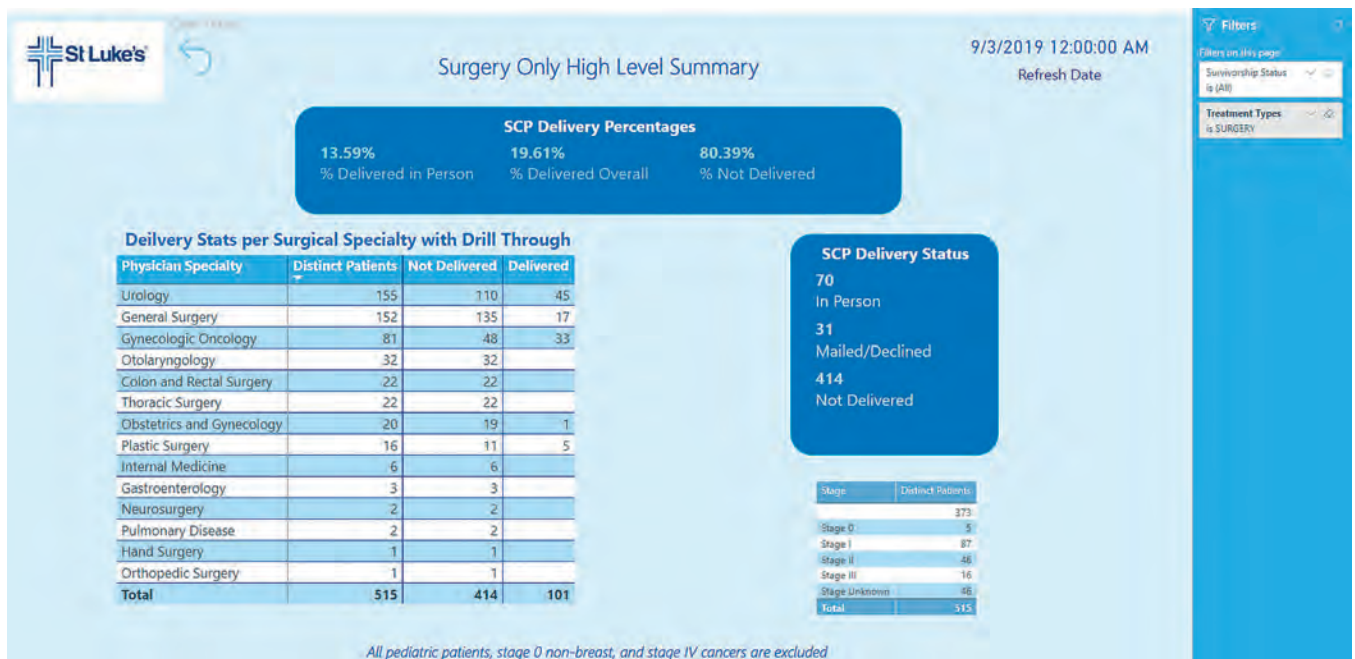 St Luke's
Surgery Only High Level Summary
9/3/2019 12:00:00 AM
Refresh Date
Filters
Filters on this page
Survivorship Status
is (All)
Treatment Types
is SURGERY
SCP Delivery Percentages
13.59% 19.61% 80.39%
% Delivered in Person % Delivered Overall % Not Delivered
Deilvery Stats per Surgical Specialty with Drill Through
Physician Specialty Distinct Patients Not Delivered Delivered
Urology 155 110 45
General Surgery 152 135 17
Gynecologic Oncology 81 48 33
Otolaryngology 32 32
Colon and Rectal Surgery 22 22
Thoracic Surgery 22 22
Obstetrics and Gynecology 20 19 1
Plastic Surgery 16 11 5
Internal Medicine 6 6
Gastroenterology 3 3
Neurosurgery 2 2
Pulmonary Disease 2 2
Hand Surgery 1 1
Orthopedic Surgery 1 1
Total 515 414 101
SCP Delivery Status
70
In Person
31
Mailed/Declined
414
Not Delivered
Stage Distinct Patients
373
Stage 0 5
Stage I 87
Stage II 46
Stage III 16
Stage Unknown 46
Total 515
All pediatric patients, stage 0 non-breast, and stage IV cancers are excluded